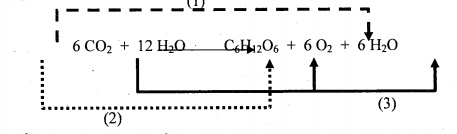 (1)
6 CO₂ + 12 H₂O → C₆H₁₂O₆ + 6 O₂ + 6 H₂O
(3)
(2)